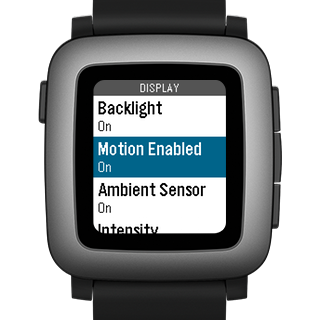 DISPLAY
Backlight
On
Motion Enabled
On
Ambient Sensor
On
Intensity